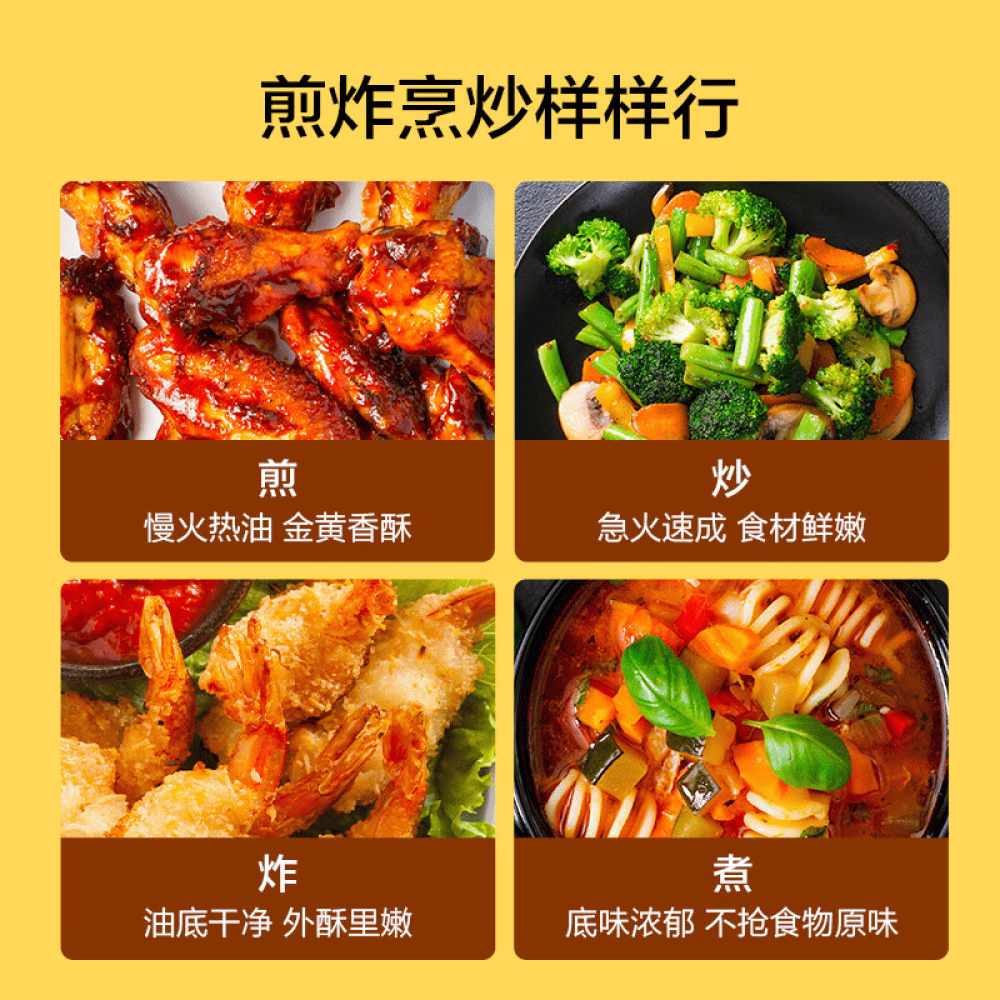 煎炸烹炒样样行
煎
慢火热油 金黄香酥
炒
急火速成 食材鲜嫩
炸
油底干净 外酥里嫩
煮
底味浓郁 不抢食物原味